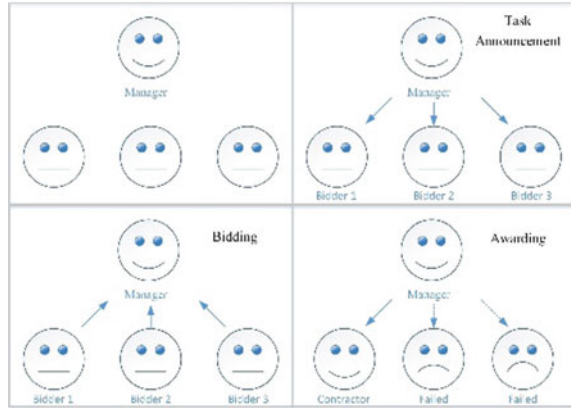 Manager
Task
Announcement
Manager
Bidder 1
Bidder 2
Bidder 3
Bidding
Manager
Bidder 1
Bidder 2
Bidder 3
Awarding
Manager
Contractor
Failed
Failed